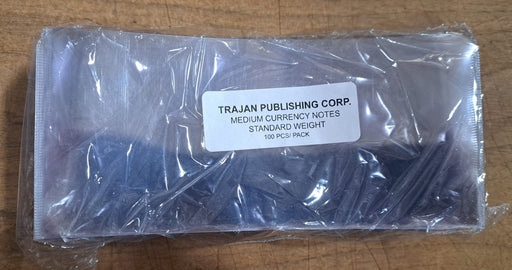 TRAJAN PUBLISHING CORP.
MEDIUM CURRENCY NOTES
STANDARD WEIGHT
100 PCS/ PACK